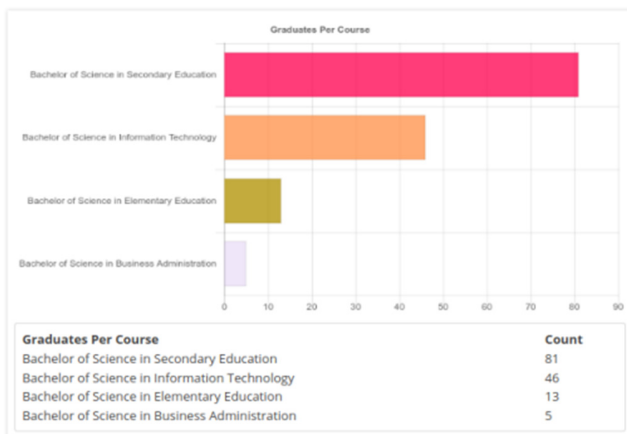 Graduates Per Course
Bachelor of Science in Secondary Education
Bachelor of Science in Information Technology
Bachelor of Science in Elementary Education
Bachelor of Science in Business Administration
0 10 20 30 40 50 60 70 80 90
Graduates Per Course Count
Bachelor of Science in Secondary Education 81
Bachelor of Science in Information Technology 46
Bachelor of Science in Elementary Education 13
Bachelor of Science in Business Administration 5